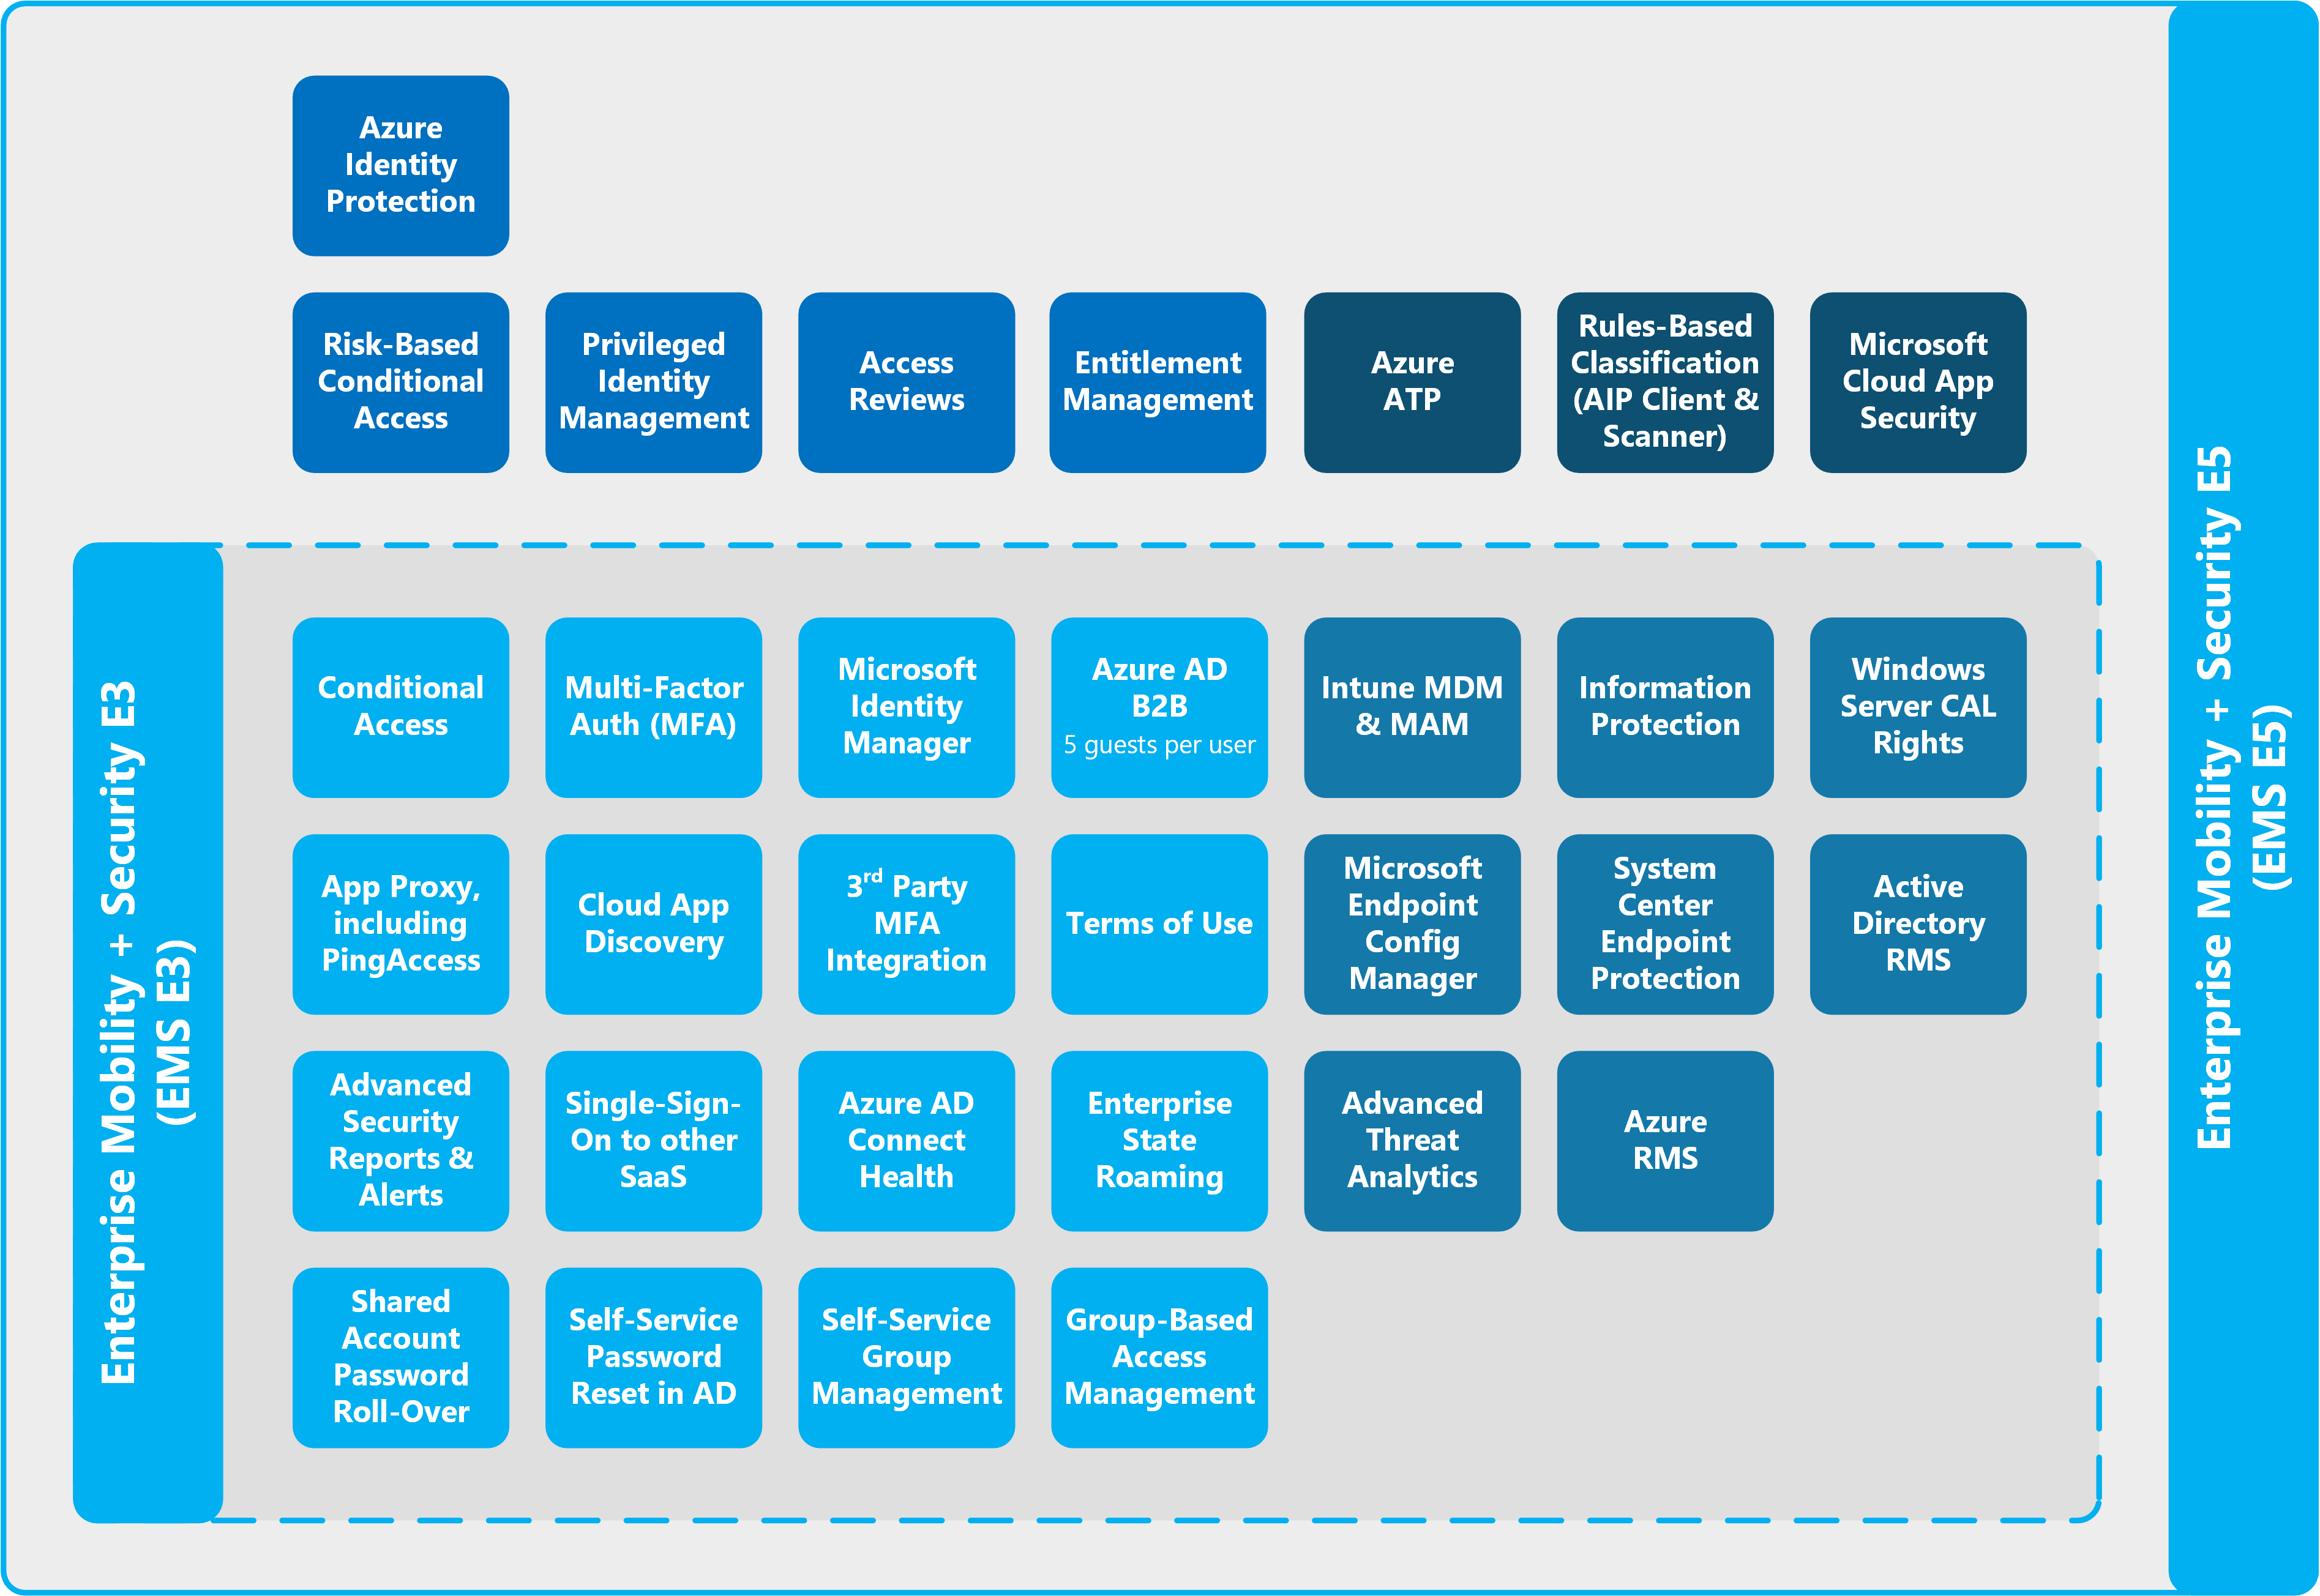 Azure
Identity
Protection
Risk-Based
Conditional
Access
Privileged
Identity
Management
Access
Reviews
Entitlement
Management
Azure
ATP
Rules-Based
Classification
(AIP Client &
Scanner)
Microsoft
Cloud App
Security
Enterprise Mobility + Security E3
(EMS E3)
Conditional
Access
Multi-Factor
Auth (MFA)
Microsoft
Identity
Manager
Azure AD
B2B
5 guests per user
Intune MDM
& MAM
Information
Protection
Windows
Server CAL
Rights
App Proxy,
including
PingAccess
Cloud App
Discovery
3rd Party
MFA
Integration
Terms of Use
Microsoft
Endpoint
Config
Manager
System
Center
Endpoint
Protection
Active
Directory
RMS
Advanced
Security
Reports &
Alerts
Single-Sign-
On to other
SaaS
Azure AD
Connect
Health
Enterprise
State
Roaming
Advanced
Threat
Analytics
Azure
RMS
Shared
Account
Password
Roll-Over
Self-Service
Password
Reset in AD
Self-Service
Group
Management
Group-Based
Access
Management
Enterprise Mobility + Security E5
(EMS E5)